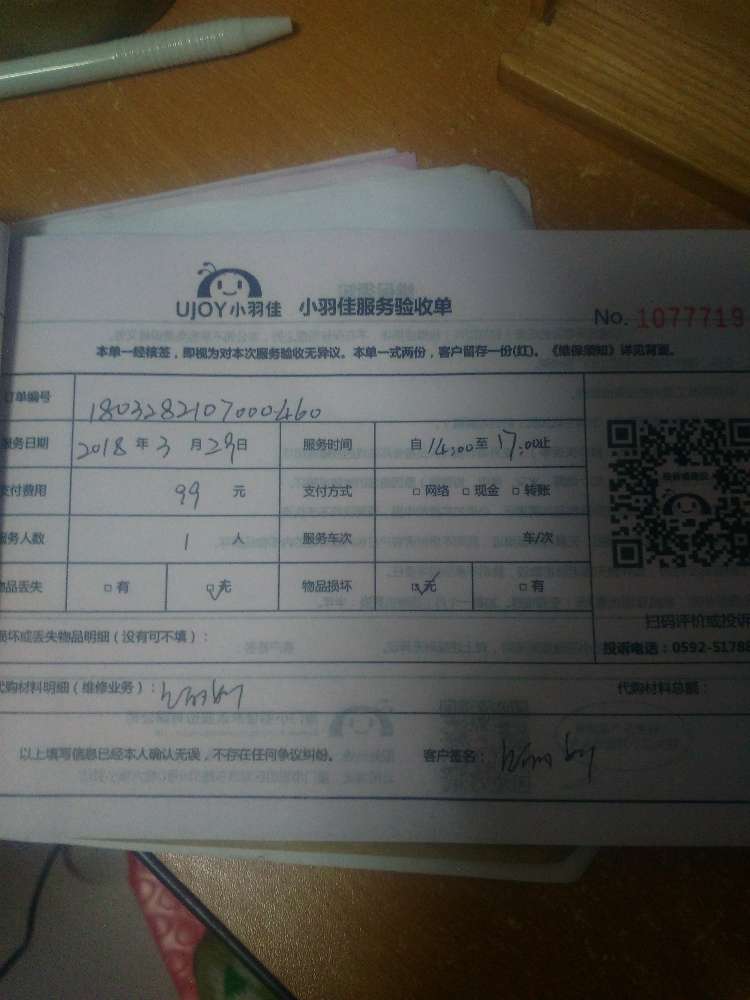 UJOY小羽佳 小羽佳服务验收单 No. 1077719
本单一经核签，即视为对本次服务验收无异议。本单一式两份，客户留存一份(红)。《维保须知》详见背面。
订单编号 1803282107000460
服务日期 2018 年 3 月 29 日 服务时间 自 14:00 至 17:00 止
支付费用 99 元 支付方式 □ 网络 □ 现金 □ 转账
服务人数 1 人 服务车次 车/次
物品丢失 □ 有 ☑ 无 物品损坏 ☑ 无 □ 有
损坏或丢失物品明细（没有可不填）：
扫码评价或投诉
投诉电话：0592-51788
代购材料明细（维修业务）： 代购材料总额：
以上填写信息已经本人确认无误，不存在任何争议纠纷。 客户签名：